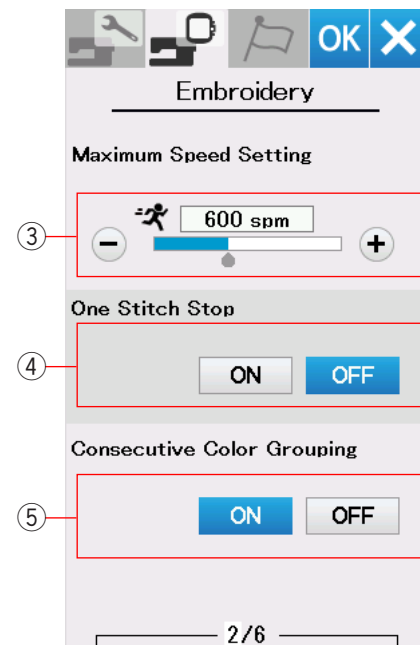 OK
Embroidery
Maximum Speed Setting
③
600 spm
− +
One Stitch Stop
④
ON OFF
Consecutive Color Grouping
⑤
ON OFF
2/6